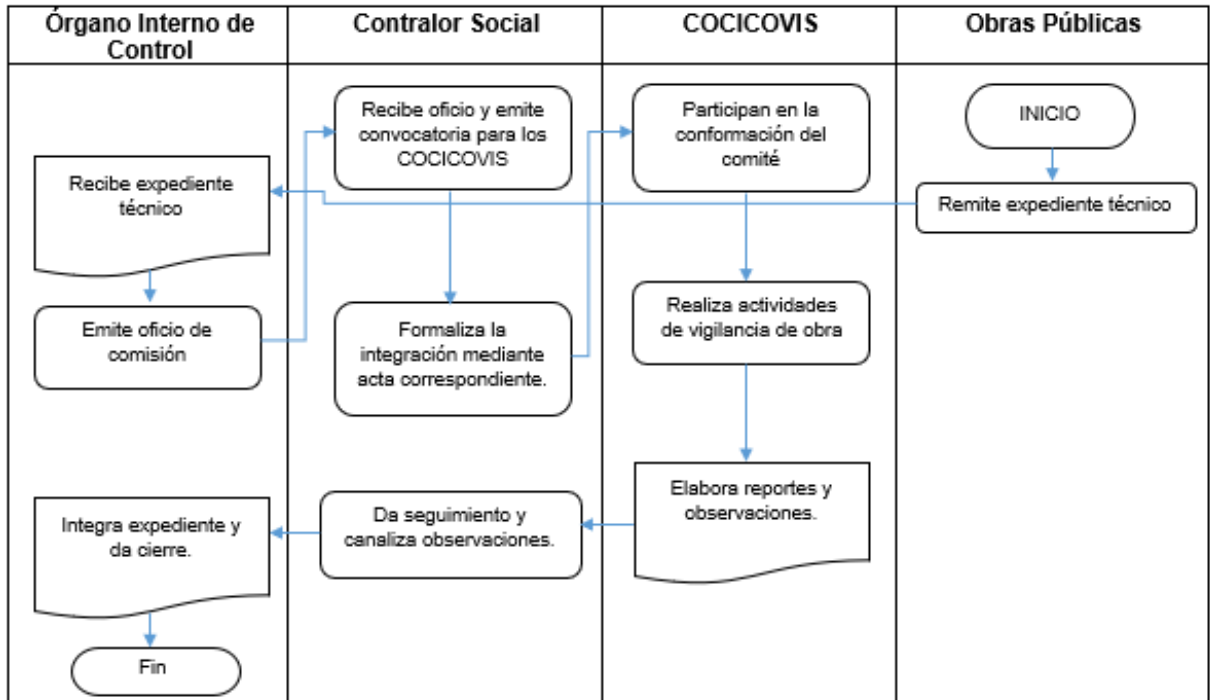 Órgano Interno de
Control
Contralor Social
COCICOVIS
Obras Públicas
Recibe oficio y emite
convocatoria para los
COCICOVIS
Participan en la
conformación del
comité
INICIO
Recibe expediente
técnico
Remite expediente técnico
Emite oficio de
comisión
Formaliza la
integración mediante
acta correspondiente.
Realiza actividades
de vigilancia de obra
Elabora reportes y
observaciones.
Da seguimiento y
canaliza observaciones.
Integra expediente y
da cierre.
Fin